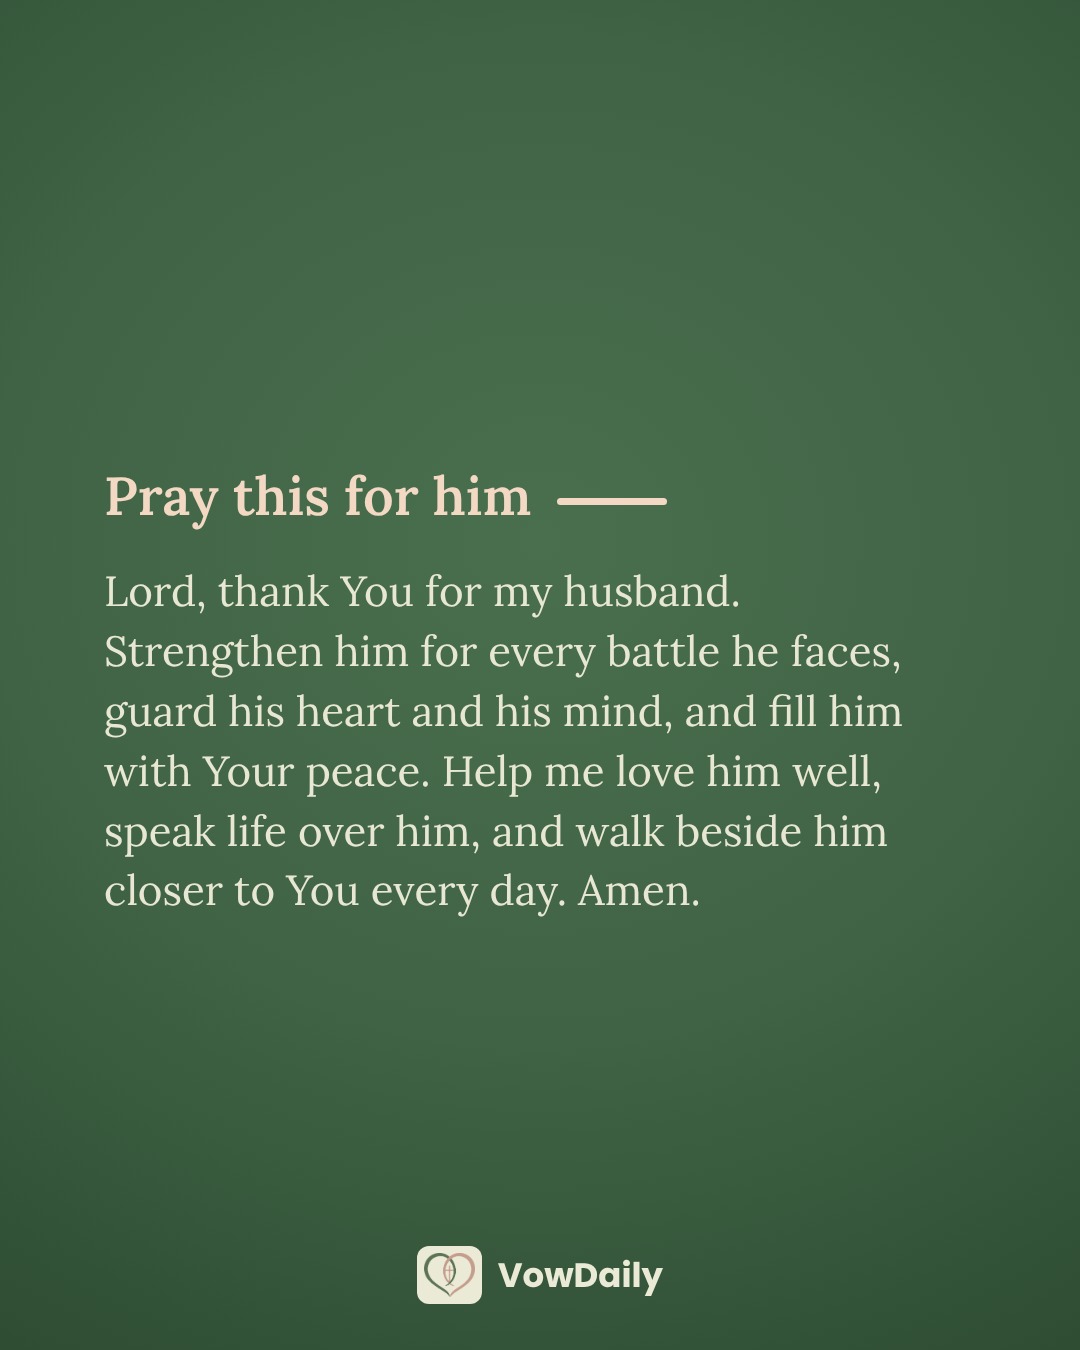 Pray this for him
Lord, thank You for my husband.
Strengthen him for every battle he faces,
guard his heart and his mind, and fill him
with Your peace. Help me love him well,
speak life over him, and walk beside him
closer to You every day. Amen.
VowDaily